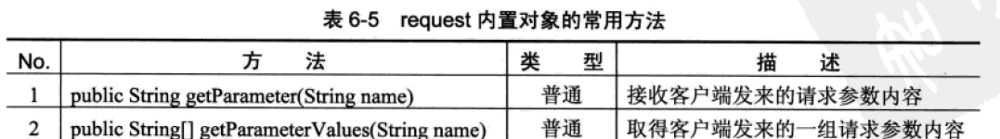 表 6-5 request 内置对象的常用方法
No. 方 法 类 型 描 述
1 public String getParameter(String name) 普通 接收客户端发来的请求参数内容
2 public String[] getParameterValues(String name) 普通 取得客户端发来的一组请求参数内容